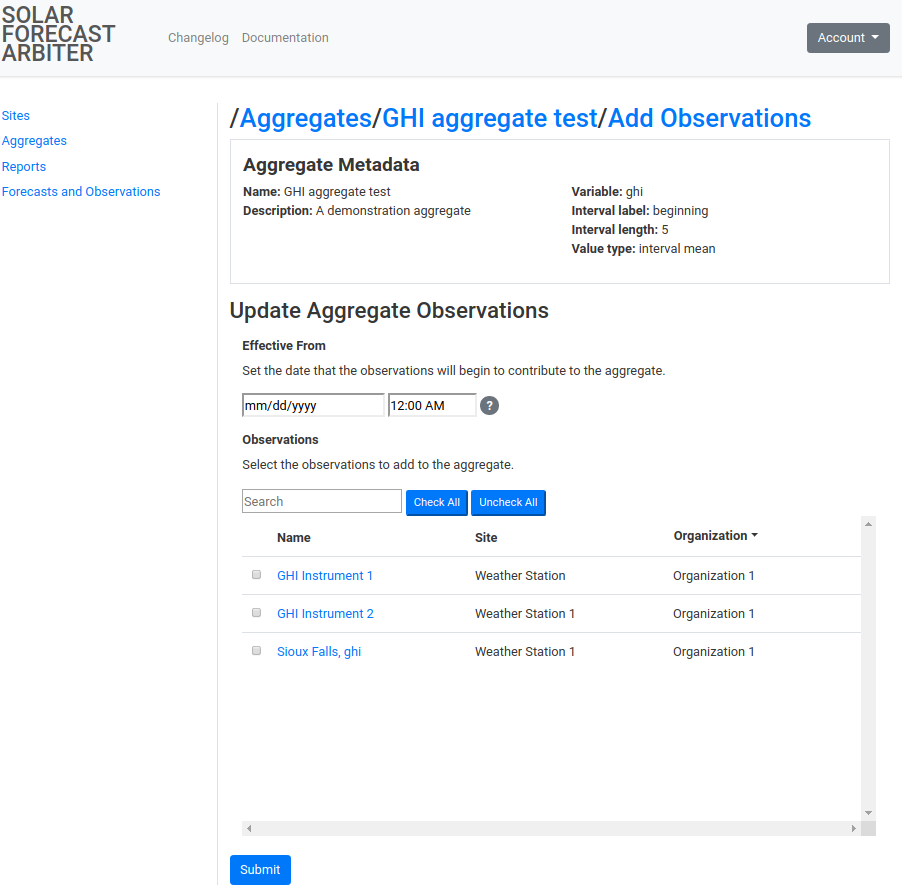 SOLAR
FORECAST
ARBITER
Changelog Documentation
Account
Sites
Aggregates
Reports
Forecasts and Observations
/Aggregates/GHI aggregate test/Add Observations
Aggregate Metadata
Name: GHI aggregate test
Description: A demonstration aggregate
Variable: ghi
Interval label: beginning
Interval length: 5
Value type: interval mean
Update Aggregate Observations
Effective From
Set the date that the observations will begin to contribute to the aggregate.
mm/dd/yyyy 12:00 AM ?
Observations
Select the observations to add to the aggregate.
Search Check All Uncheck All
Name Site Organization
GHI Instrument 1 Weather Station Organization 1
GHI Instrument 2 Weather Station 1 Organization 1
Sioux Falls, ghi Weather Station 1 Organization 1
Submit